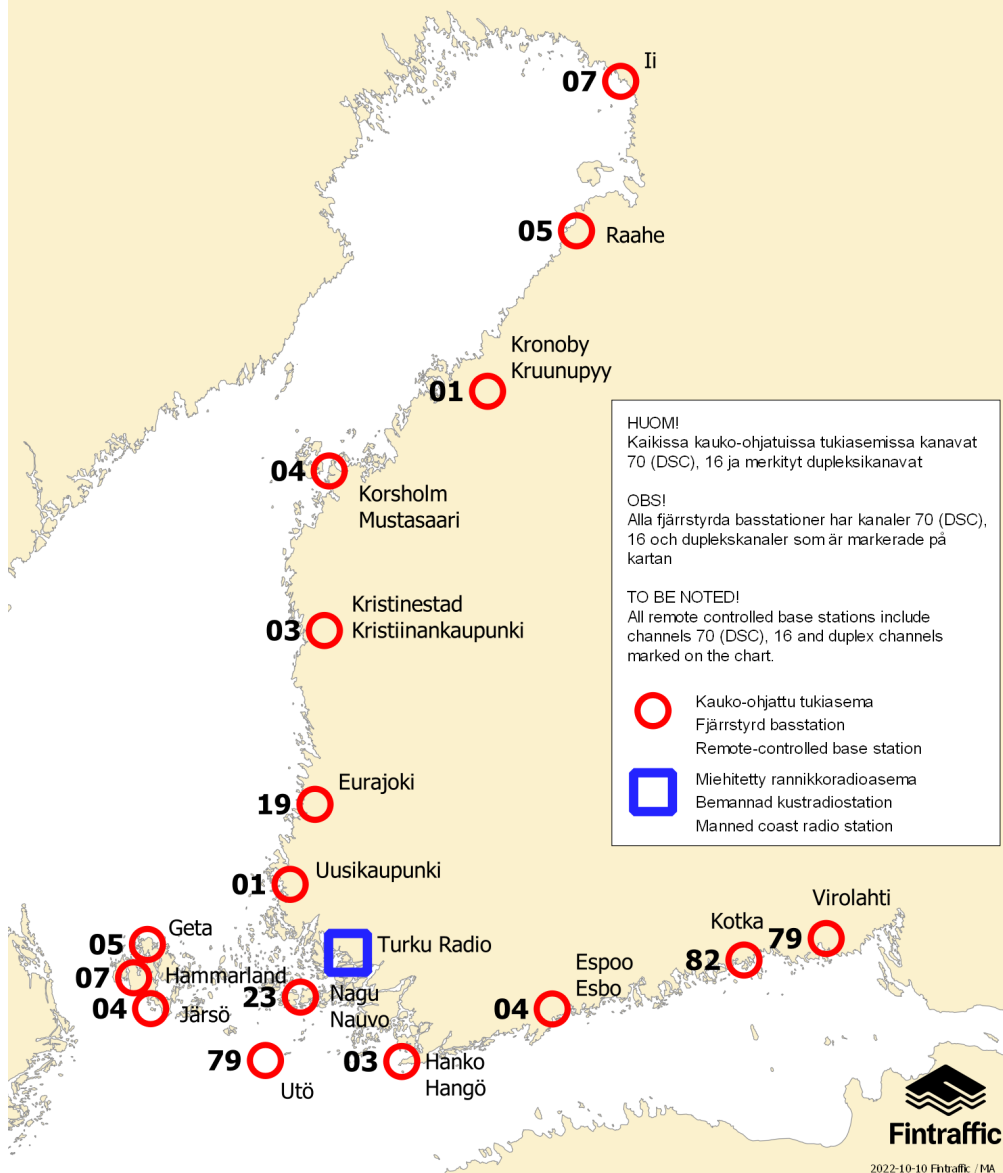 Ii
07
05
Raahe
Kronoby
Kruunupyy
01
HUOM!
Kaikissa kauko-ohjatuissa tukiasemissa kanavat
70 (DSC), 16 ja merkityt dupleksikanavat
OBS!
Alla fjärrstyrda basstationer har kanaler 70 (DSC),
16 och duplekskanaler som är markerade på
kartan
TO BE NOTED!
All remote controlled base stations include
channels 70 (DSC), 16 and duplex channels
marked on the chart.
Kauko-ohjattu tukiasema
Fjärrstyrd basstation
Remote-controlled base station
Miehitetty rannikkoradioasema
Bemannad kustradiostation
Manned coast radio station
04
Korsholm
Mustasaari
Kristinestad
Kristiinankaupunki
03
Eurajoki
19
Uusikaupunki
01
Geta
05
Hammarland
07
Järsö
04
Turku Radio
23
Nagu
Nauvo
79
Utö
03
Hanko
Hangö
Espoo
Esbo
04
Kotka
82
Virolahti
79
Fintraffic
2022-10-10 Fintraffic / MA